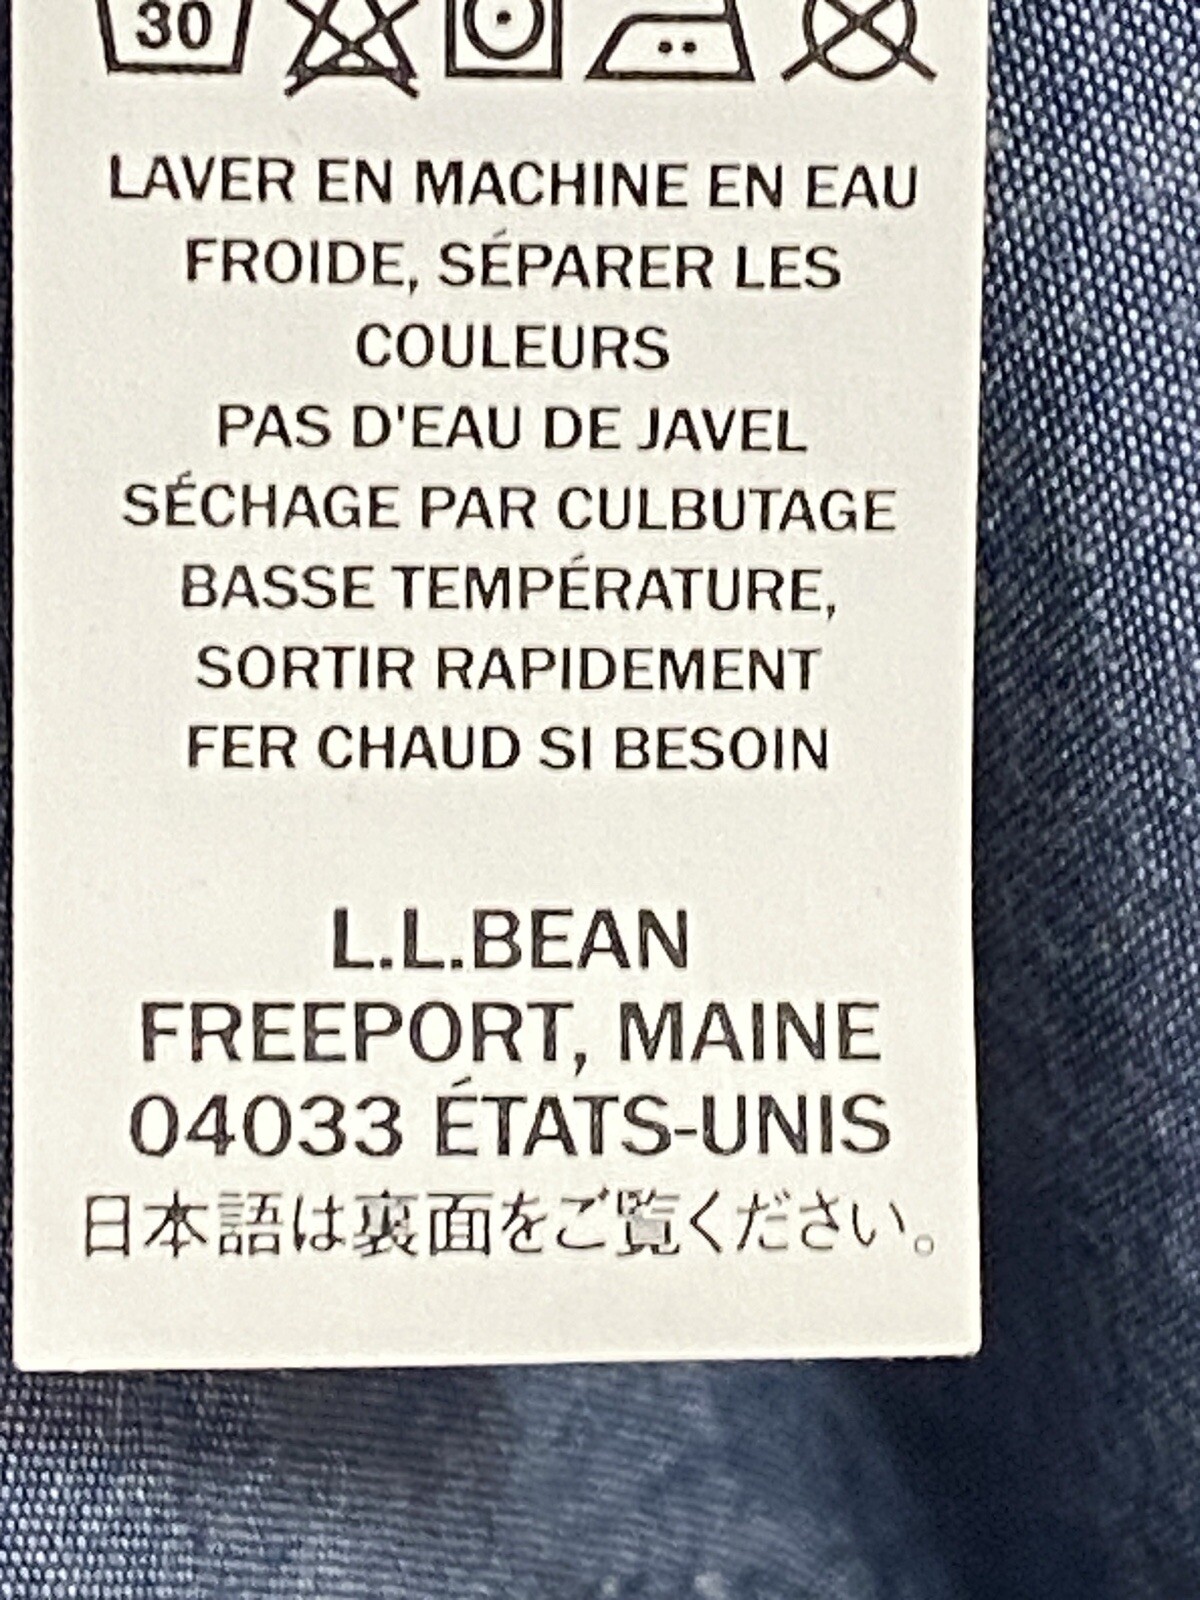 30
LAVER EN MACHINE EN EAU
FROIDE, SÉPARER LES
COULEURS
PAS D'EAU DE JAVEL
SÉCHAGE PAR CULBUTAGE
BASSE TEMPÉRATURE,
SORTIR RAPIDEMENT
FER CHAUD SI BESOIN
L.L.BEAN
FREEPORT, MAINE
04033 ÉTATS-UNIS
日本語は裏面をご覧ください。